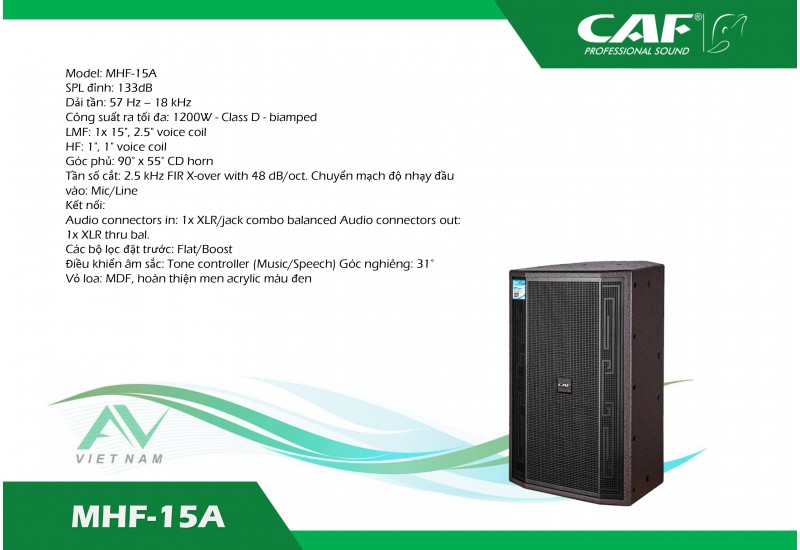 CAF®
PROFESSIONAL SOUND
Model: MHF-15A
SPL đỉnh: 133dB
Dải tần: 57 Hz – 18 kHz
Công suất ra tối đa: 1200W - Class D - biamped
LMF: 1x 15", 2.5" voice coil
HF: 1", 1" voice coil
Góc phủ: 90° x 55° CD horn
Tần số cắt: 2.5 kHz FIR X-over with 48 dB/oct. Chuyển mạch độ nhạy đầu
vào: Mic/Line
Kết nối:
Audio connectors in: 1x XLR/jack combo balanced Audio connectors out:
1x XLR thru bal.
Các bộ lọc đặt trước: Flat/Boost
Điều khiển âm sắc: Tone controller (Music/Speech) Góc nghiêng: 31°
Vỏ loa: MDF, hoàn thiện men acrylic màu đen
CAF
AV
VIET NAM
MHF-15A